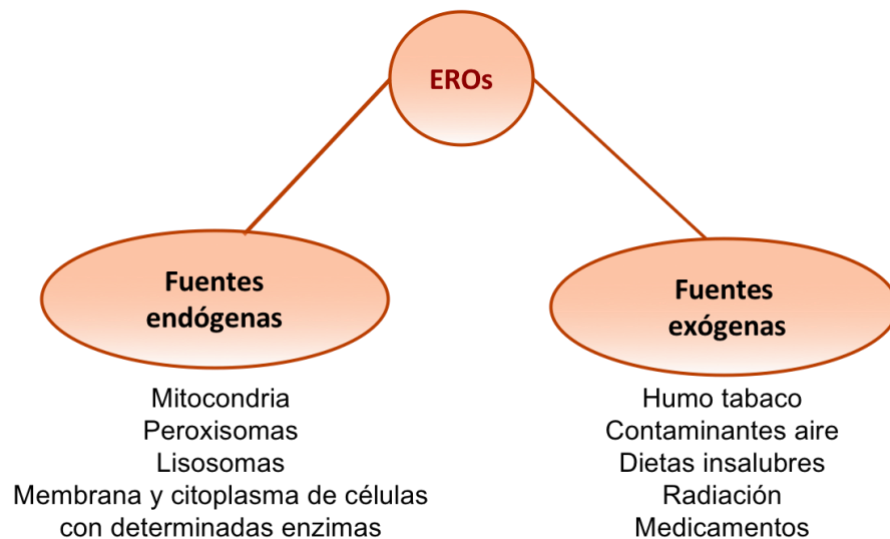 EROs
Fuentes
endógenas
Mitocondria
Peroxisomas
Lisosomas
Membrana y citoplasma de células
con determinadas enzimas
Fuentes
exógenas
Humo tabaco
Contaminantes aire
Dietas insalubres
Radiación
Medicamentos